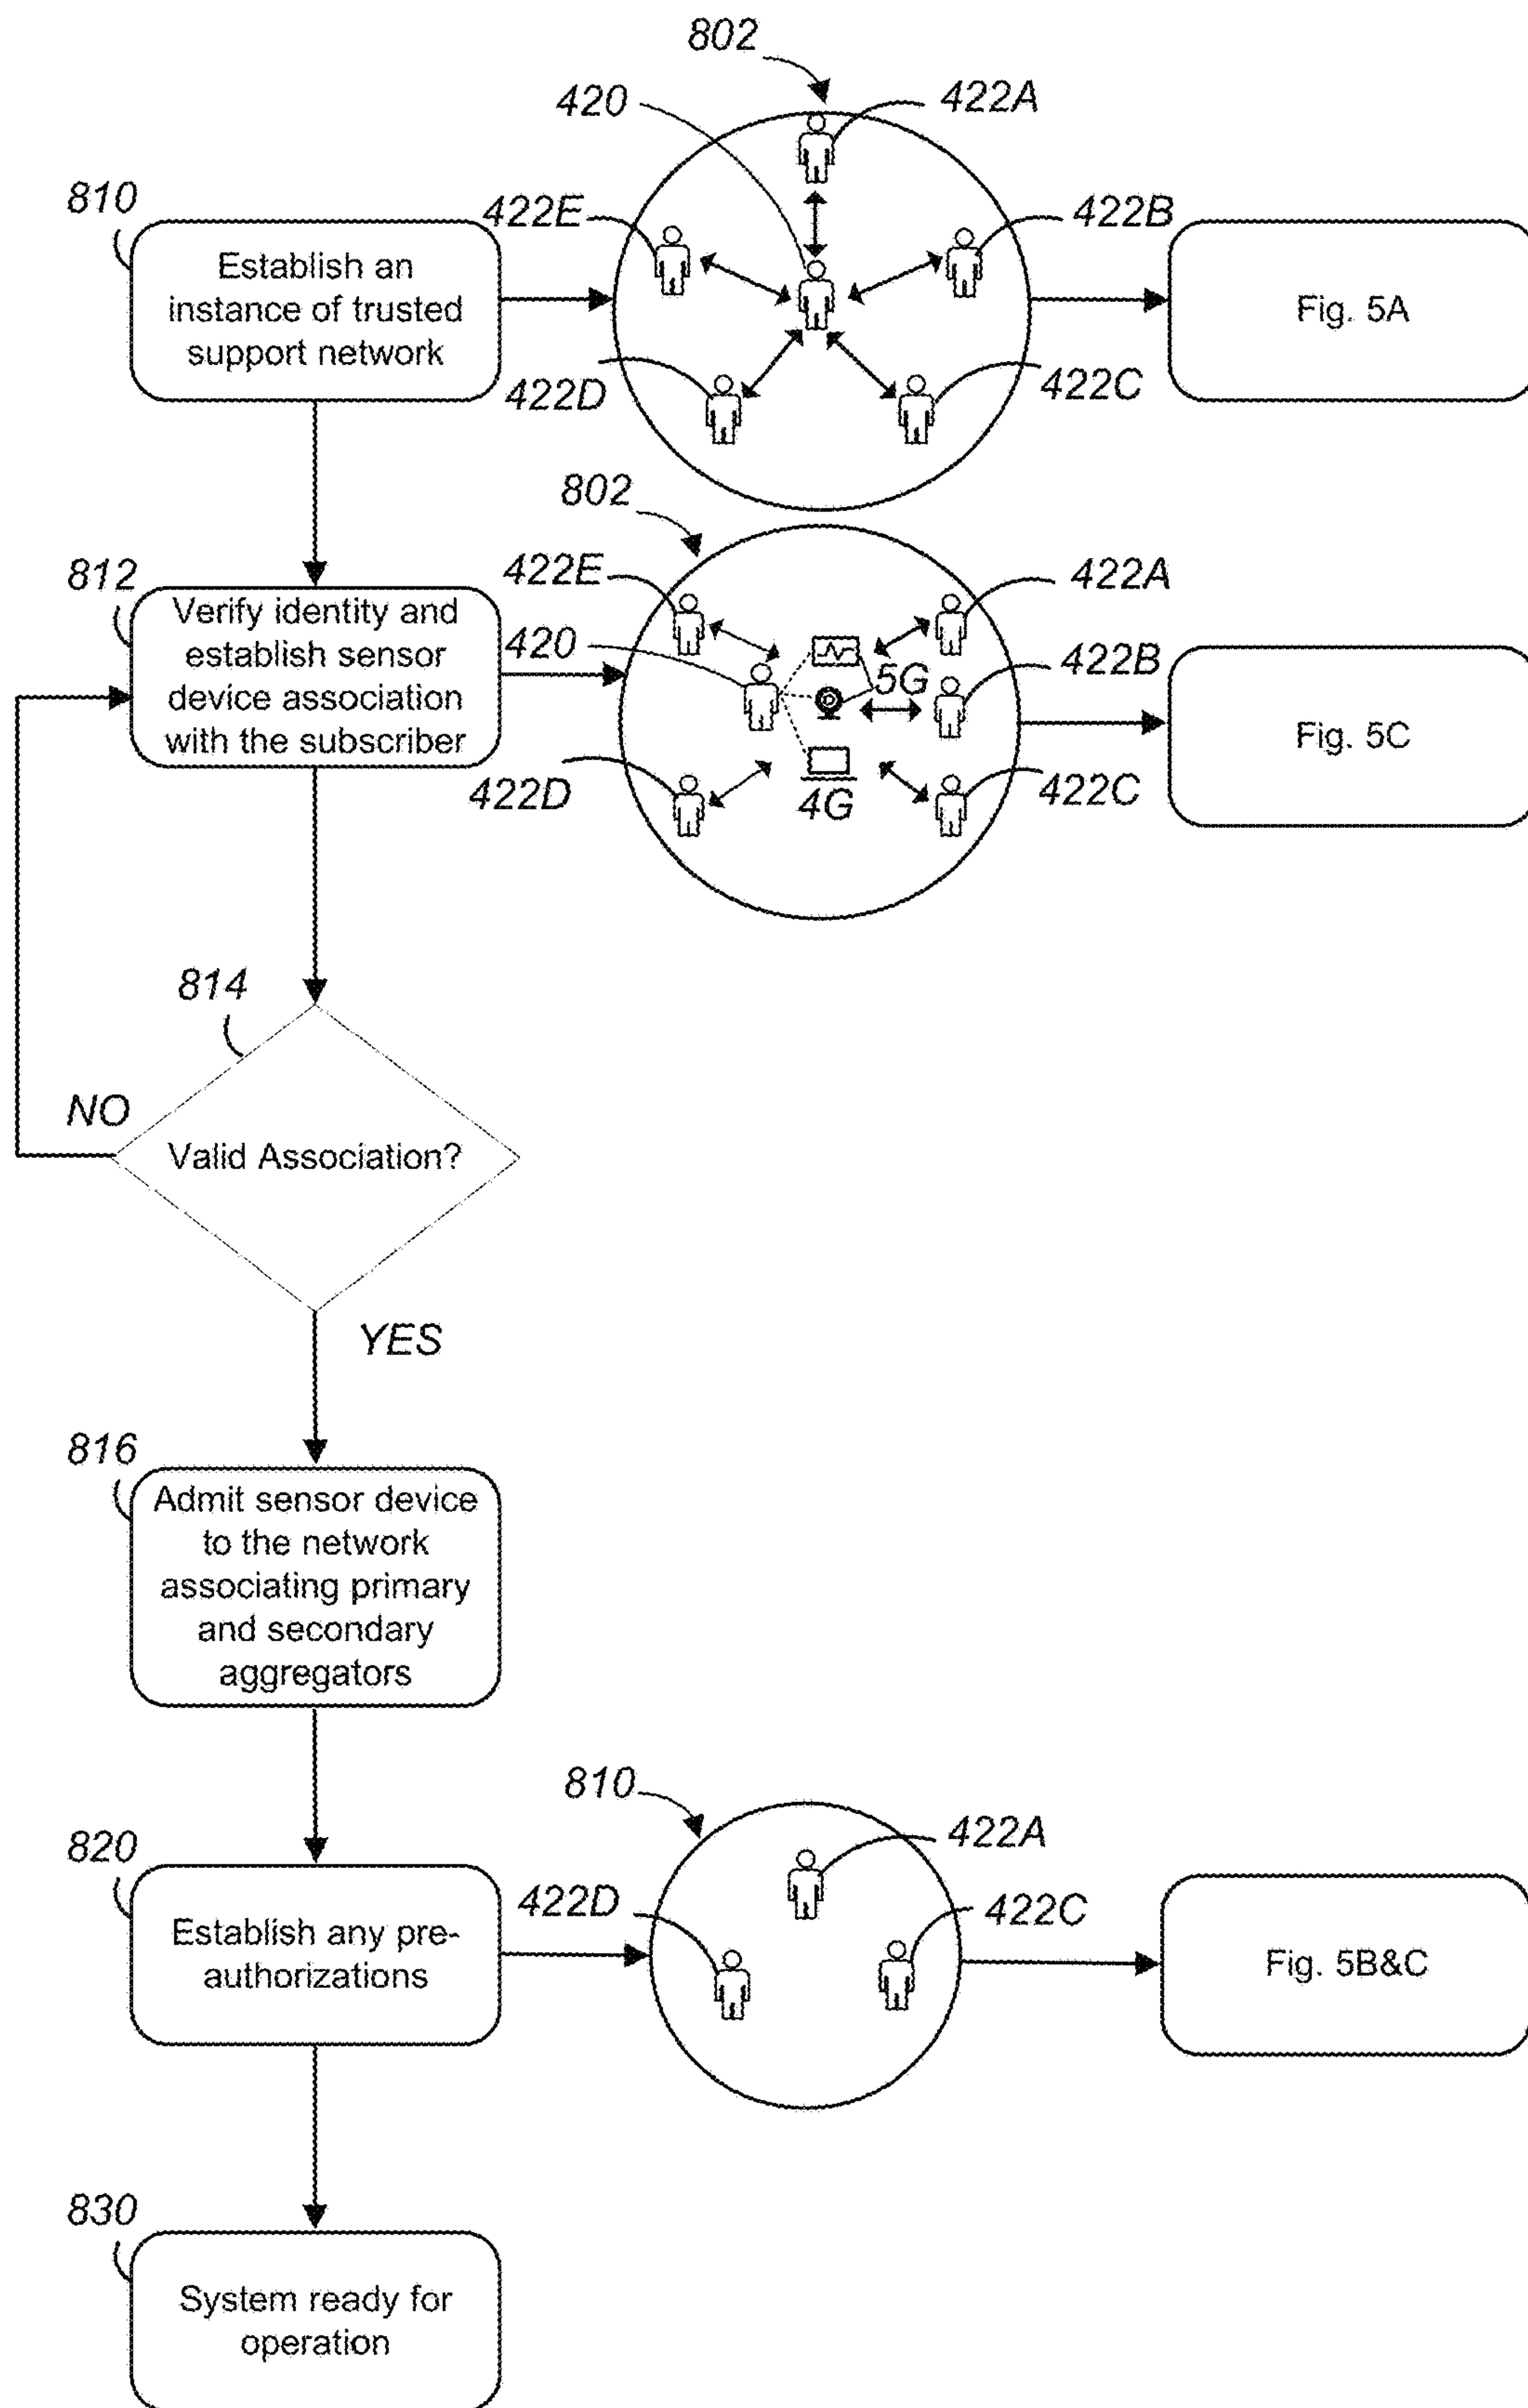 802
420
422A
810
422E
422B
Establish an
instance of trusted
support network
Fig. 5A
422D
422C
802
812
422E
422A
Verify identity and
establish sensor
device association
with the subscriber
420
422B
5G
Fig. 5C
422D
4G
422C
814
NO
Valid Association?
YES
816
Admit sensor device
to the network
associating primary
and secondary
aggregators
810
820
422A
422D
422C
Establish any pre-
authorizations
Fig. 5B&C
830
System ready for
operation